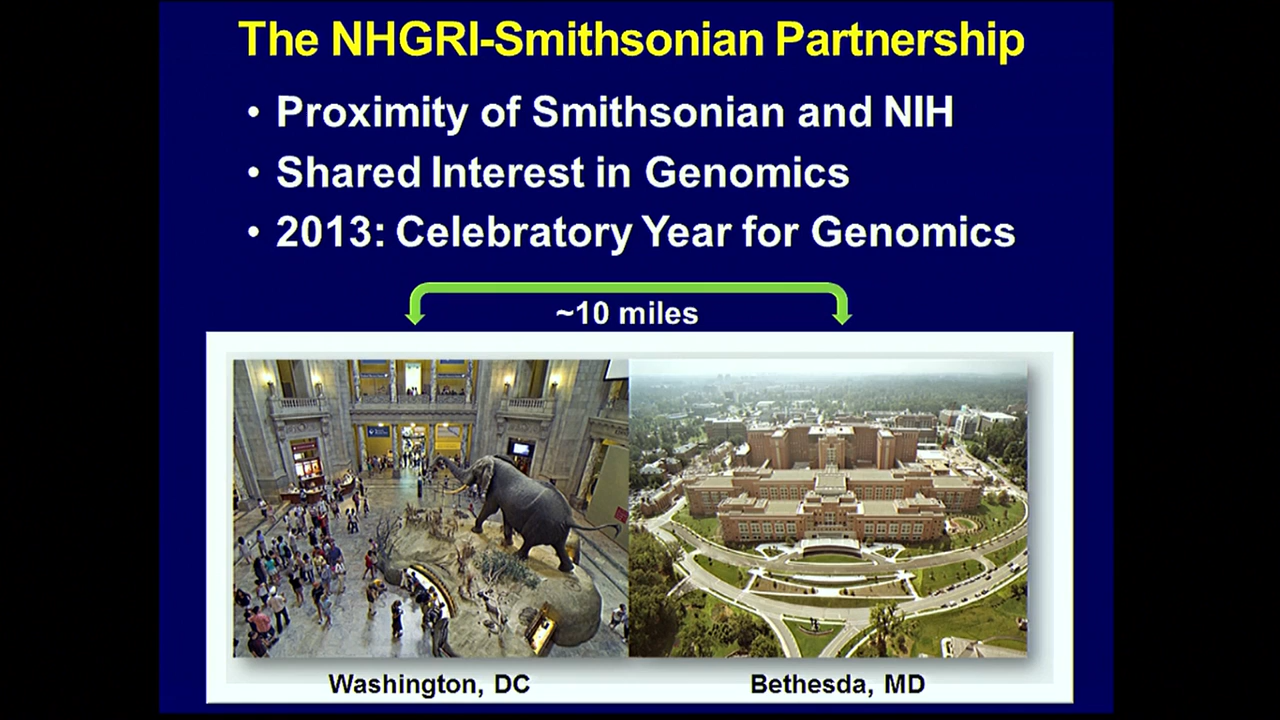 The NHGRI-Smithsonian Partnership
• Proximity of Smithsonian and NIH
• Shared Interest in Genomics
• 2013: Celebratory Year for Genomics
~10 miles
Washington, DC
Bethesda, MD